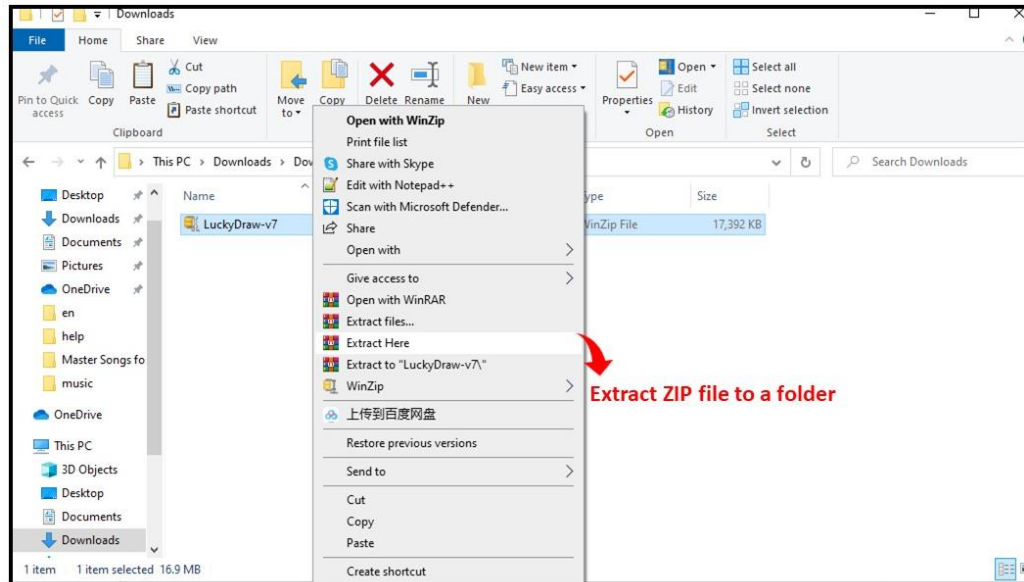 Downloads
File Home Share View
Pin to Quick access
Copy
Paste
Cut
Copy path
Paste shortcut
Clipboard
Move to
Copy
Delete
Rename
New
New item
Easy access
Properties
Open
Edit
History
Open
Select all
Select none
Invert selection
Select
This PC > Downloads >
Search Downloads
Name
Size
LuckyDraw-v7
WinZip File
17,392 KB
Desktop
Downloads
Documents
Pictures
OneDrive
en
help
Master Songs fo
music
OneDrive
This PC
3D Objects
Desktop
Documents
Downloads
Open with WinZip
Print file list
Share with Skype
Edit with Notepad++
Scan with Microsoft Defender...
Share
Open with
Give access to
Open with WinRAR
Extract files...
Extract Here
Extract to "LuckyDraw-v7\"
WinZip
上传到百度网盘
Restore previous versions
Send to
Cut
Copy
Paste
Create shortcut
Extract ZIP file to a folder
1 item 1 item selected 16.9 MB